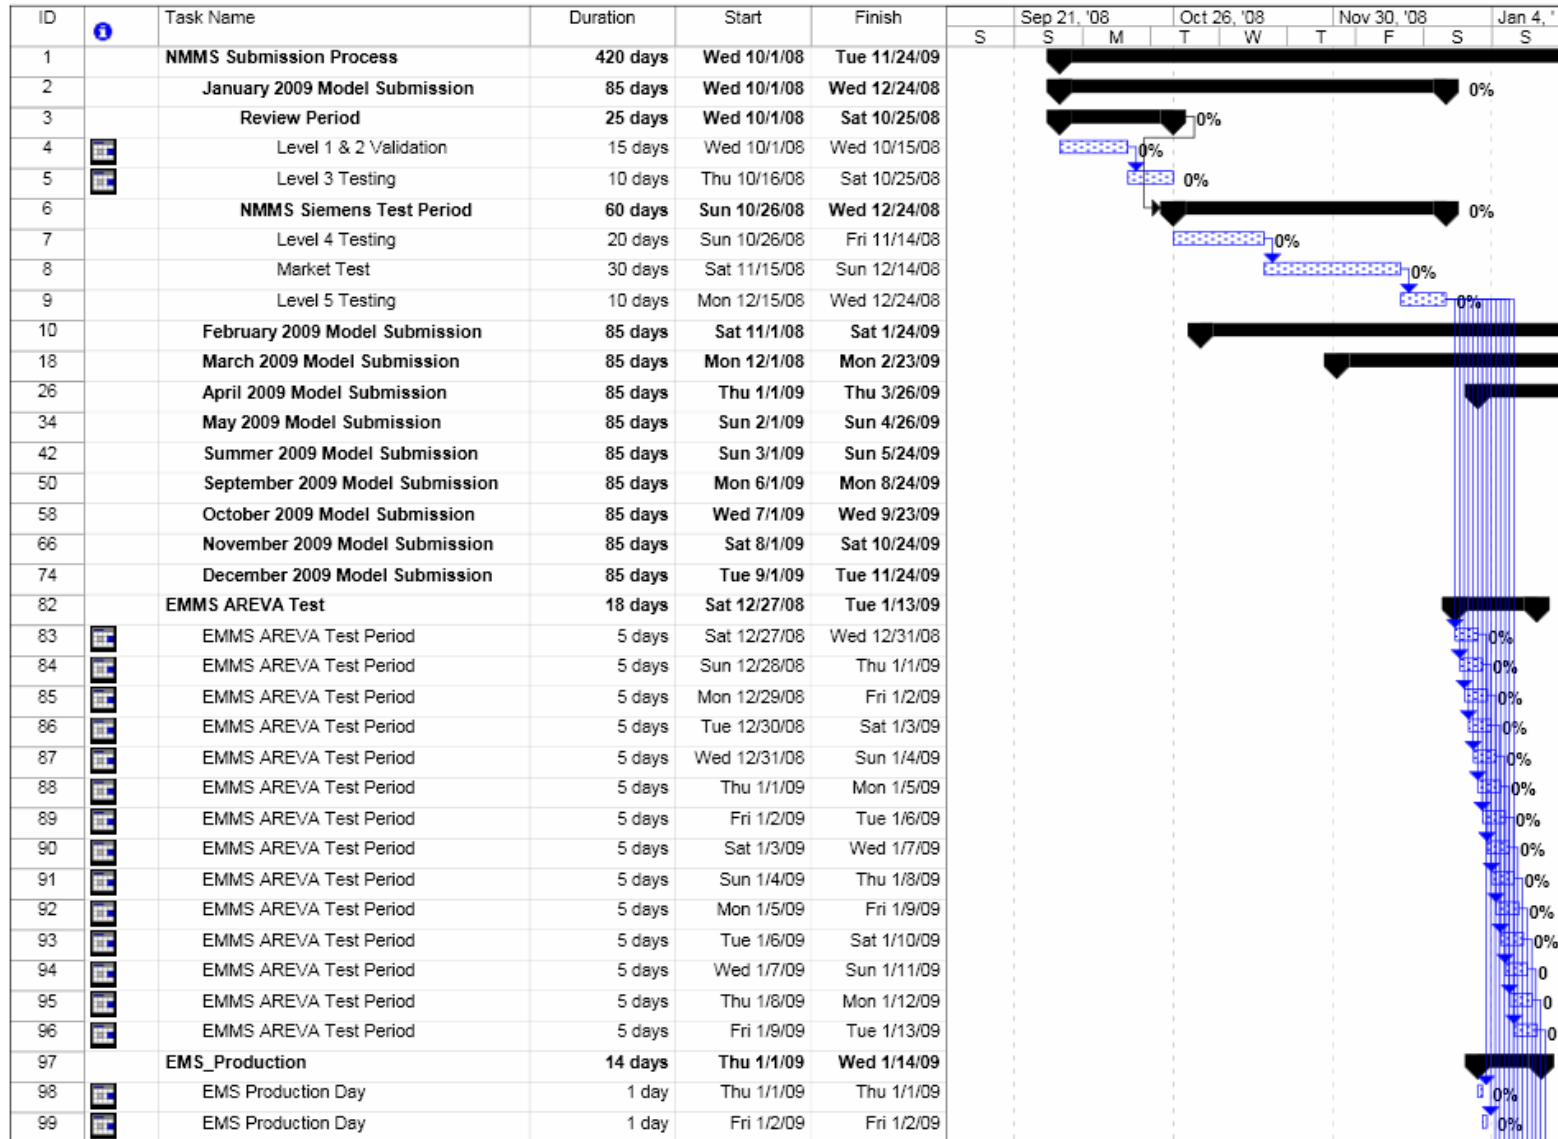 ID Task Name Duration Start Finish Sep 21, '08 Oct 26, '08 Nov 30, '08 Jan 4, '
S S M T W T F S S
1 NMMS Submission Process 420 days Wed 10/1/08 Tue 11/24/09
2 January 2009 Model Submission 85 days Wed 10/1/08 Wed 12/24/08 0%
3 Review Period 25 days Wed 10/1/08 Sat 10/25/08 0%
4 Level 1 & 2 Validation 15 days Wed 10/1/08 Wed 10/15/08 0%
5 Level 3 Testing 10 days Thu 10/16/08 Sat 10/25/08 0%
6 NMMS Siemens Test Period 60 days Sun 10/26/08 Wed 12/24/08 0%
7 Level 4 Testing 20 days Sun 10/26/08 Fri 11/14/08 0%
8 Market Test 30 days Sat 11/15/08 Sun 12/14/08 0%
9 Level 5 Testing 10 days Mon 12/15/08 Wed 12/24/08 0%
10 February 2009 Model Submission 85 days Sat 11/1/08 Sat 1/24/09
18 March 2009 Model Submission 85 days Mon 12/1/08 Mon 2/23/09
26 April 2009 Model Submission 85 days Thu 1/1/09 Thu 3/26/09
34 May 2009 Model Submission 85 days Sun 2/1/09 Sun 4/26/09
42 Summer 2009 Model Submission 85 days Sun 3/1/09 Sun 5/24/09
50 September 2009 Model Submission 85 days Mon 6/1/09 Mon 8/24/09
58 October 2009 Model Submission 85 days Wed 7/1/09 Wed 9/23/09
66 November 2009 Model Submission 85 days Sat 8/1/09 Sat 10/24/09
74 December 2009 Model Submission 85 days Tue 9/1/09 Tue 11/24/09
82 EMMS AREVA Test 18 days Sat 12/27/08 Tue 1/13/09
83 EMMS AREVA Test Period 5 days Sat 12/27/08 Wed 12/31/08 0%
84 EMMS AREVA Test Period 5 days Sun 12/28/08 Thu 1/1/09 0%
85 EMMS AREVA Test Period 5 days Mon 12/29/08 Fri 1/2/09 0%
86 EMMS AREVA Test Period 5 days Tue 12/30/08 Sat 1/3/09 0%
87 EMMS AREVA Test Period 5 days Wed 12/31/08 Sun 1/4/09 0%
88 EMMS AREVA Test Period 5 days Thu 1/1/09 Mon 1/5/09 0%
89 EMMS AREVA Test Period 5 days Fri 1/2/09 Tue 1/6/09 0%
90 EMMS AREVA Test Period 5 days Sat 1/3/09 Wed 1/7/09 0%
91 EMMS AREVA Test Period 5 days Sun 1/4/09 Thu 1/8/09 0%
92 EMMS AREVA Test Period 5 days Mon 1/5/09 Fri 1/9/09 0%
93 EMMS AREVA Test Period 5 days Tue 1/6/09 Sat 1/10/09 0%
94 EMMS AREVA Test Period 5 days Wed 1/7/09 Sun 1/11/09 0
95 EMMS AREVA Test Period 5 days Thu 1/8/09 Mon 1/12/09 0
96 EMMS AREVA Test Period 5 days Fri 1/9/09 Tue 1/13/09 0
97 EMS_Production 14 days Thu 1/1/09 Wed 1/14/09
98 EMS Production Day 1 day Thu 1/1/09 Thu 1/1/09 0%
99 EMS Production Day 1 day Fri 1/2/09 Fri 1/2/09 0%